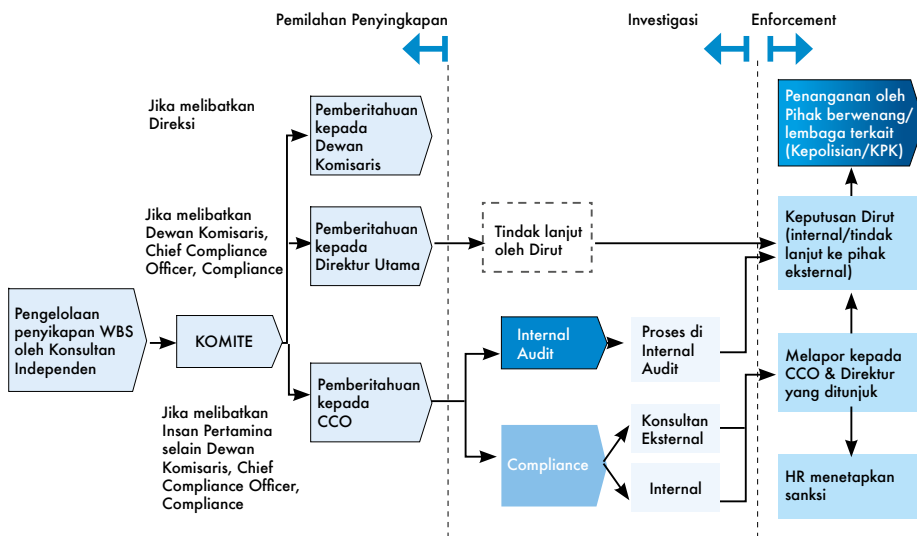 Pemilahan Penyingkapan
Investigasi
Enforcement
Jika melibatkan
Direksi
Pemberitahuan
kepada
Dewan
Komisaris
Penanganan oleh
Pihak berwenang/
lembaga terkait
(Kepolisian/KPK)
Jika melibatkan
Dewan Komisaris,
Chief Compliance
Officer, Compliance
Pemberitahuan
kepada
Direktur Utama
Tindak lanjut
oleh Dirut
Keputusan Dirut
(internal/tindak
lanjut ke pihak
eksternal)
Pengelolaan
penyikapan WBS
oleh Konsultan
Independen
KOMITE
Pemberitahuan
kepada
CCO
Internal
Audit
Proses di
Internal
Audit
Melapor kepada
CCO & Direktur
yang ditunjuk
Jika melibatkan
Insan Pertamina
selain Dewan
Komisaris, Chief
Compliance Officer,
Compliance
Compliance
Konsultan
Eksternal
Internal
HR menetapkan
sanksi